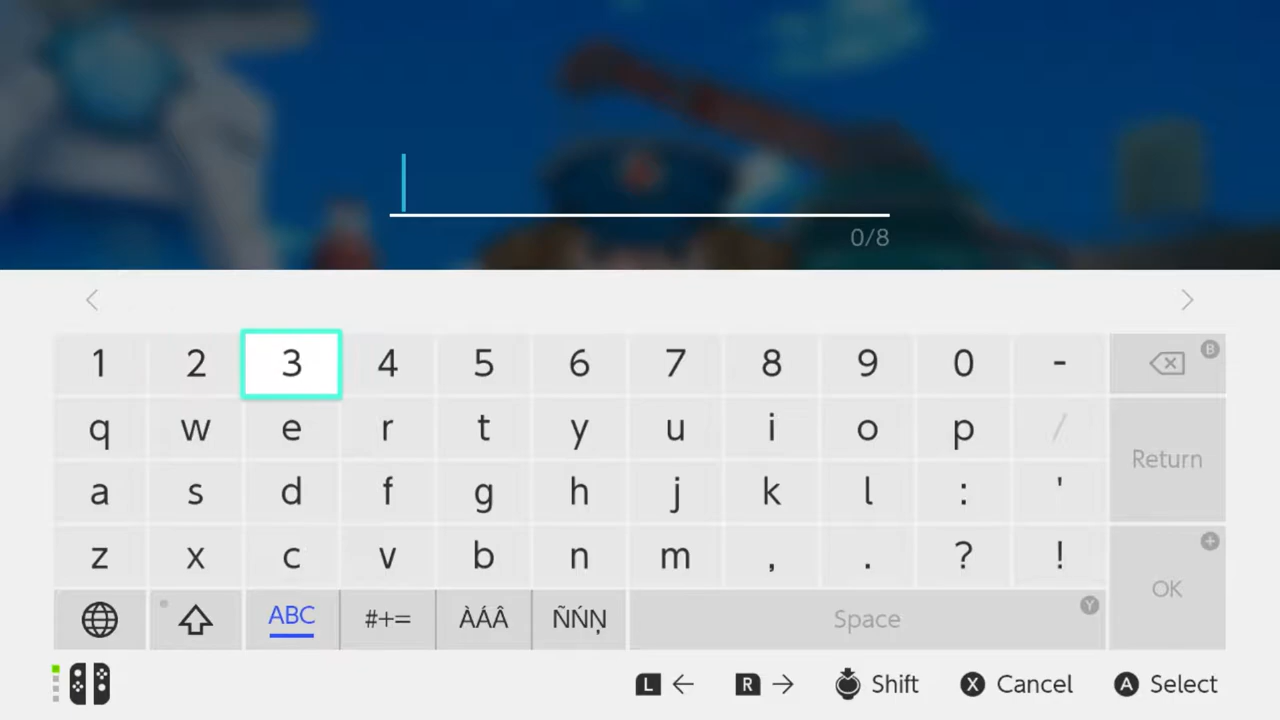 0/8
1 2 3 4 5 6 7 8 9 0 -
B
q w e r t y u i o p /
Return
a s d f g h j k l : '
z x c v b n m , . ? !
+
OK
ABC #+= ÀÁÂ ÑŃŅ Space
Y
L ← R → Shift X Cancel A Select